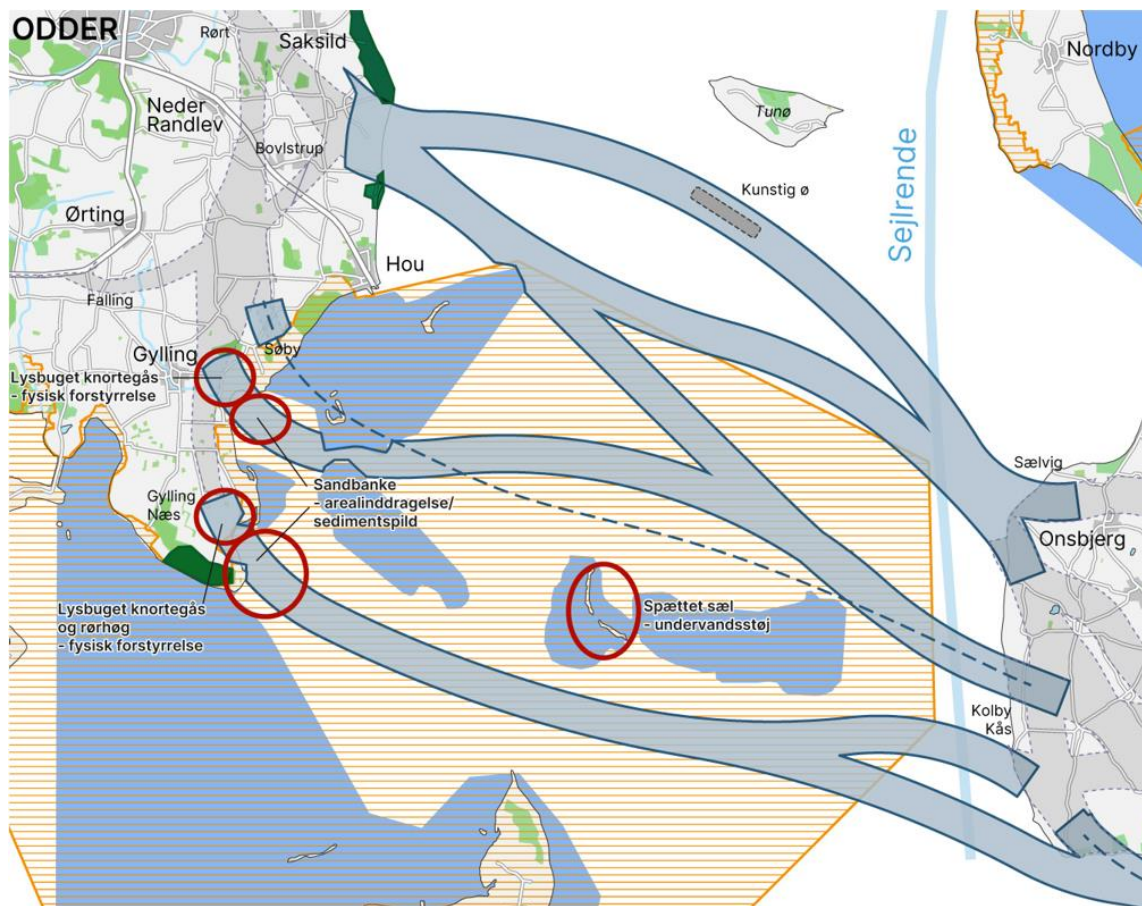 ODDER
Rørt
Saksild
Nordby
Neder
Randlev
Tunø
Bovlstrup
Kunstig ø
Ørting
Sejlrende
Hou
Falling
Søby
Gylling
Lysbuget knortegås
- fysisk forstyrrelse
Sælvig
Sandbanke
- arealinddragelse/
sedimentspild
Gylling
Næs
Onsbjerg
Lysbuget knortegås
og rørhøg
- fysisk forstyrrelse
Spættet sæl
- undervandsstøj
Kolby
Kås